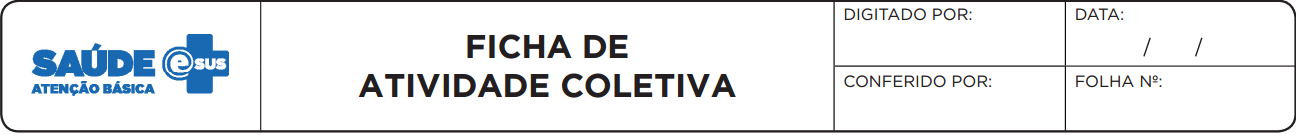 SAÚDE e SUS
ATENÇÃO BÁSICA
FICHA DE
ATIVIDADE COLETIVA
DIGITADO POR:
DATA:
/ /
CONFERIDO POR:
FOLHA Nº: